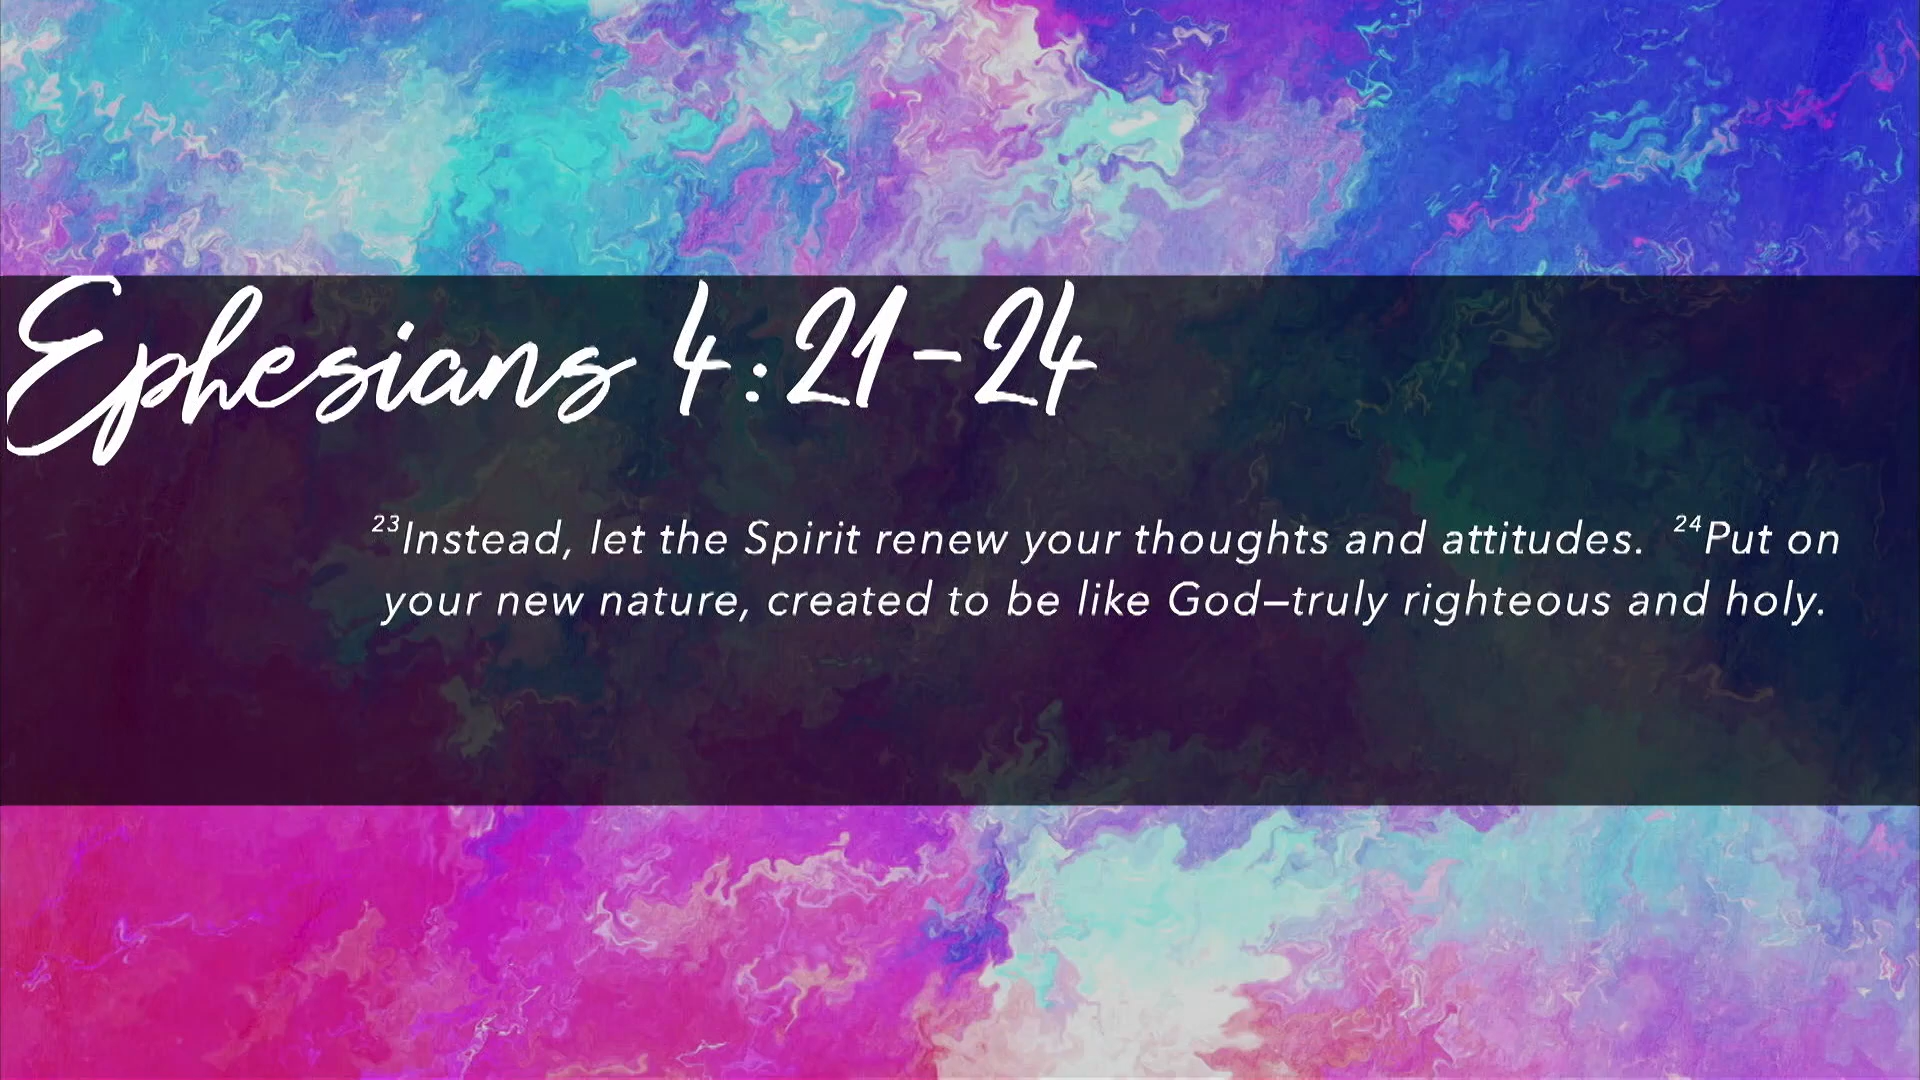 Ephesians 4:21-24
²³Instead, let the Spirit renew your thoughts and attitudes. ²⁴Put on
your new nature, created to be like God–truly righteous and holy.